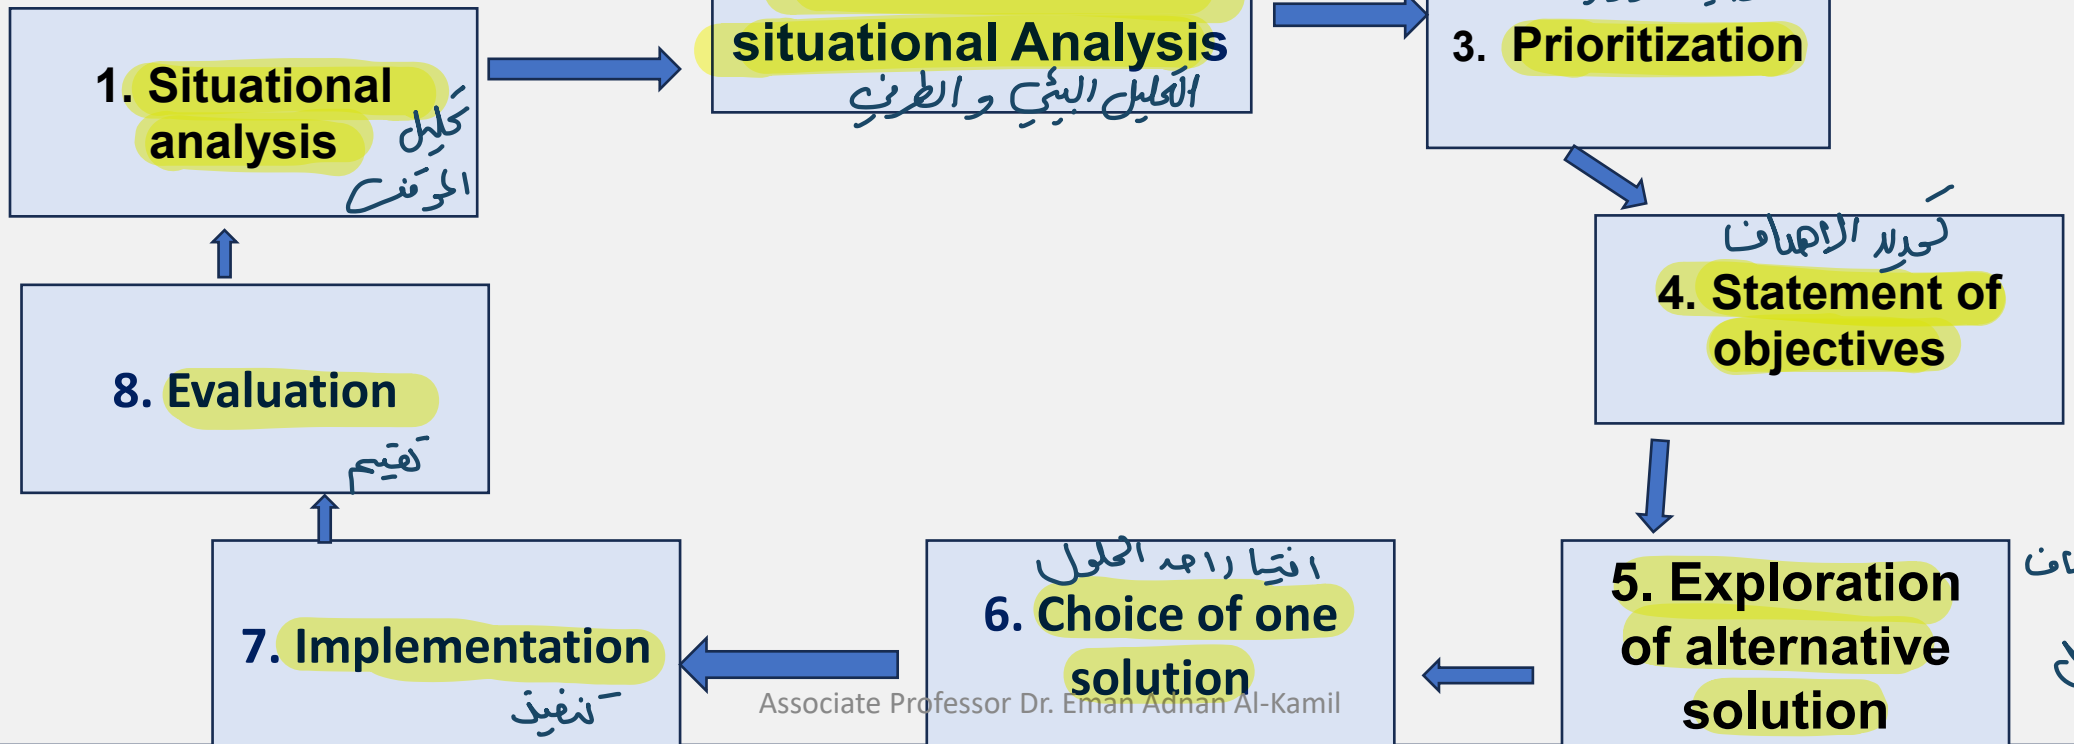 1. Situational
analysis
تحليل
الموقف
situational Analysis
التحليل البيئي و الظرفي
3. Prioritization
تحديد الاهداف
4. Statement of
objectives
5. Exploration
of alternative
solution
اختيار احد الحلول
6. Choice of one
solution
7. Implementation
تنفيذ
8. Evaluation
تقييم
Associate Professor Dr. Eman Adnan Al-Kamil